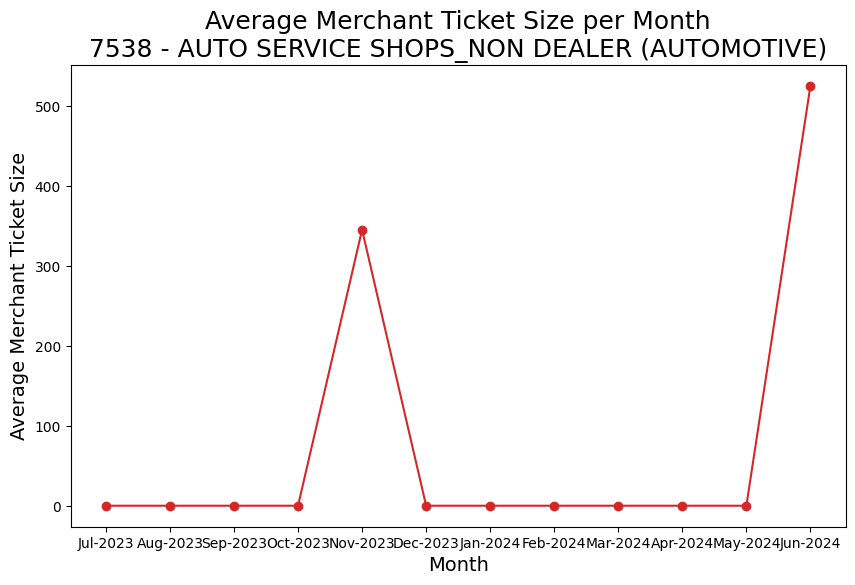 Average Merchant Ticket Size per Month
7538 - AUTO SERVICE SHOPS_NON DEALER (AUTOMOTIVE)
Average Merchant Ticket Size
500
400
300
200
100
0
Jul-2023 Aug-2023 Sep-2023 Oct-2023 Nov-2023 Dec-2023 Jan-2024 Feb-2024 Mar-2024 Apr-2024 May-2024 Jun-2024
Month